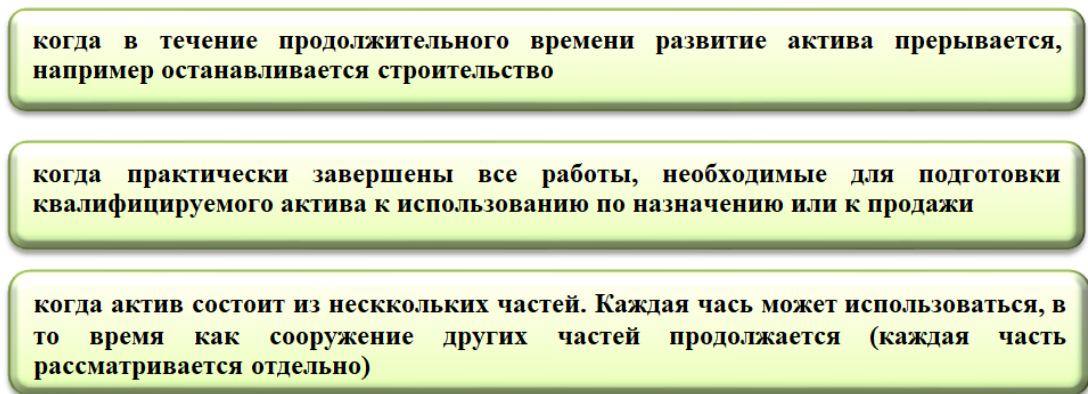 когда в течение продолжительного времени развитие актива прерывается,
например останавливается строительство
когда практически завершены все работы, необходимые для подготовки
квалифицируемого актива к использованию по назначению или к продажи
когда актив состоит из несккольких частей. Каждая чась может использоваться, в
то время как сооружение других частей продолжается (каждая часть
рассматривается отдельно)